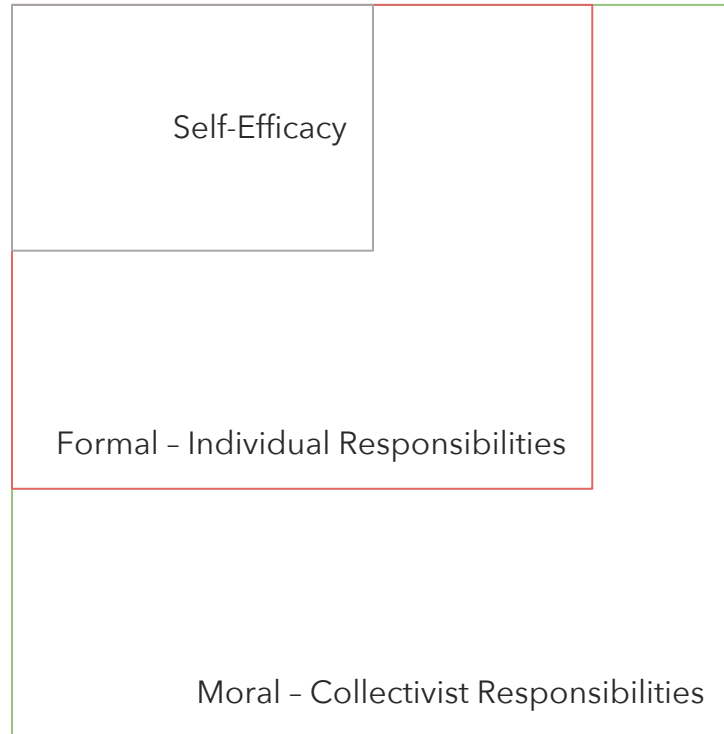 Self-Efficacy
Formal – Individual Responsibilities
Moral – Collectivist Responsibilities